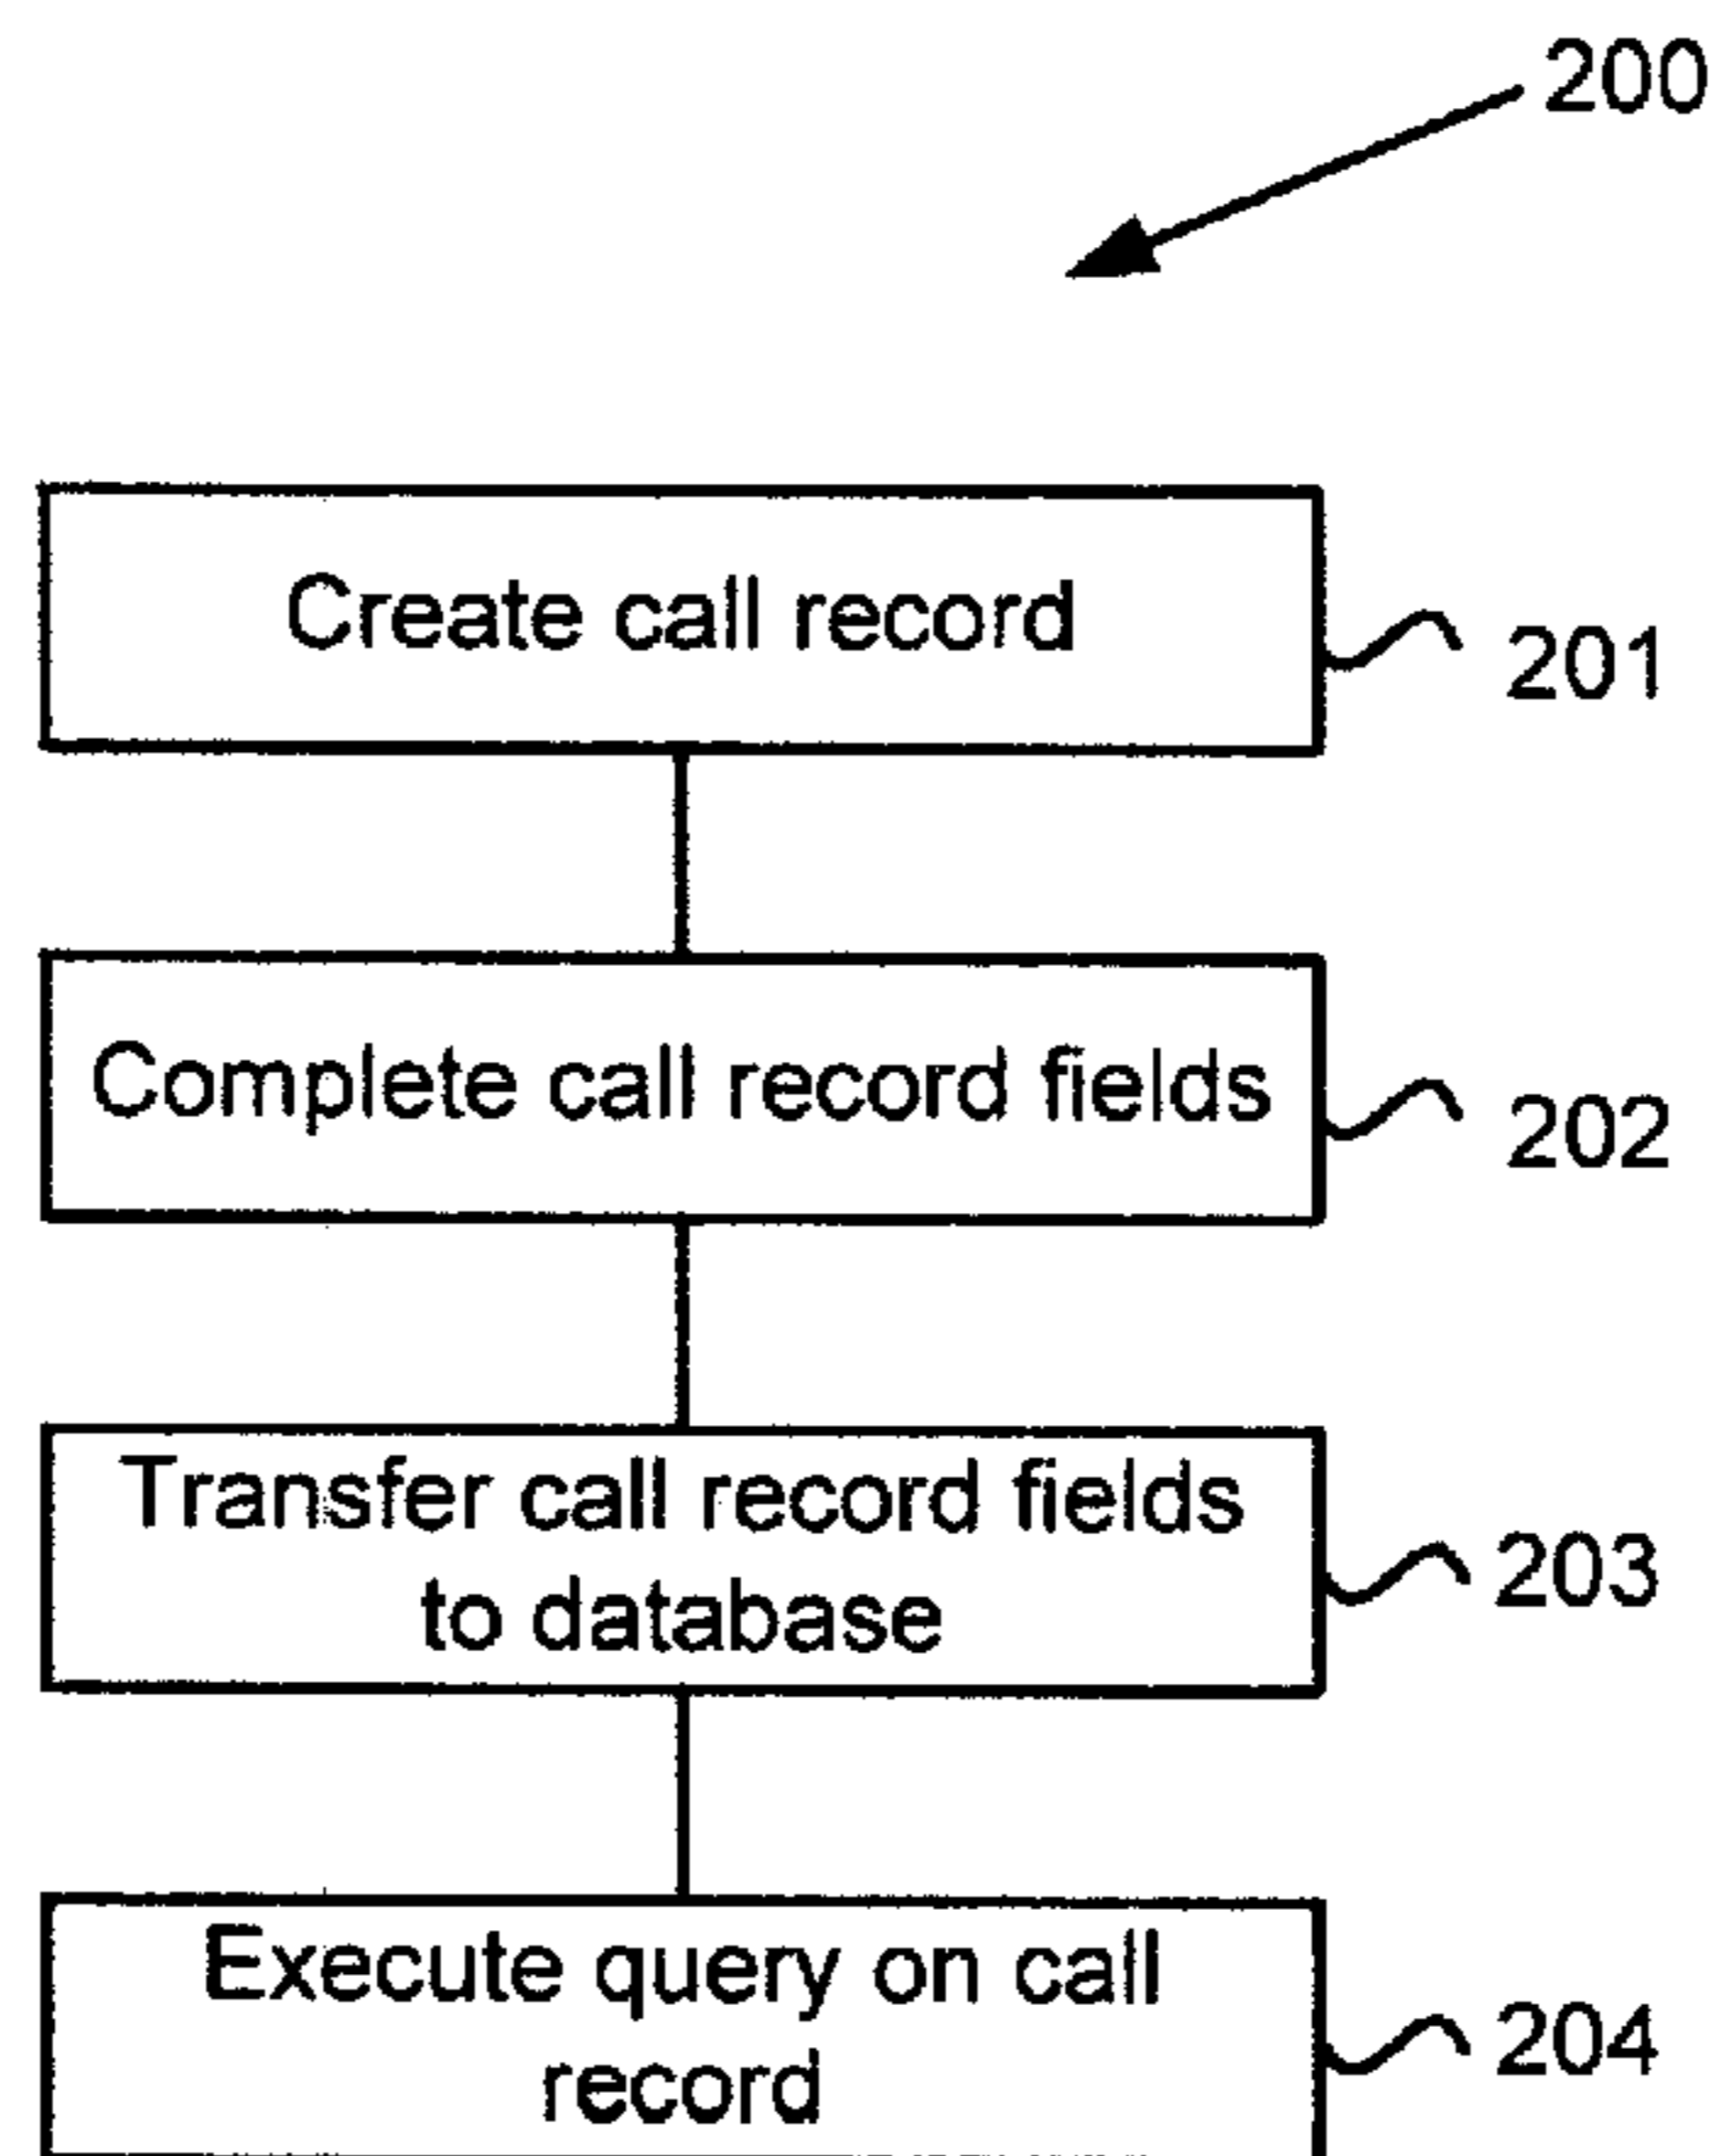 200
Create call record
201
Complete call record fields
202
Transfer call record fields
to database
203
Execute query on call
record
204